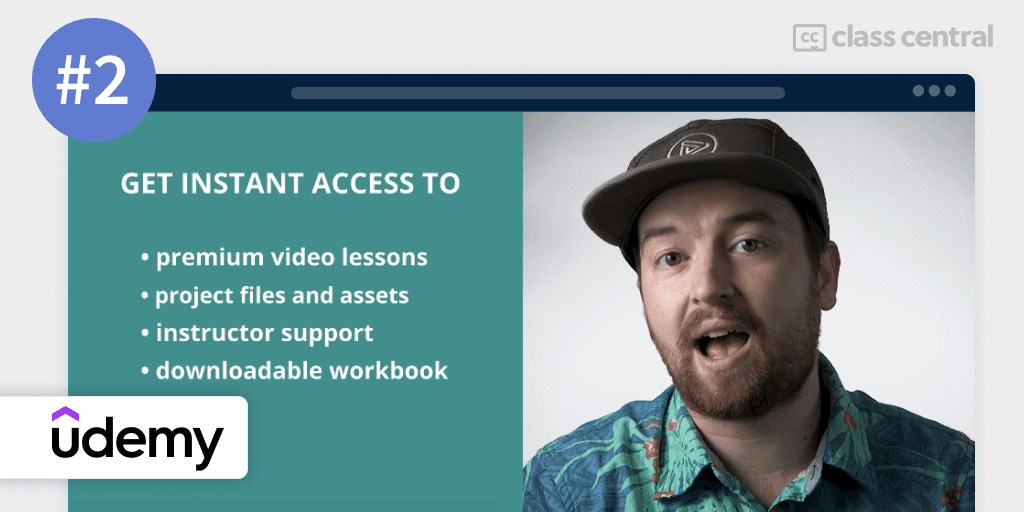 #2
class central
GET INSTANT ACCESS TO
• premium video lessons
• project files and assets
• instructor support
• downloadable workbook
udemy